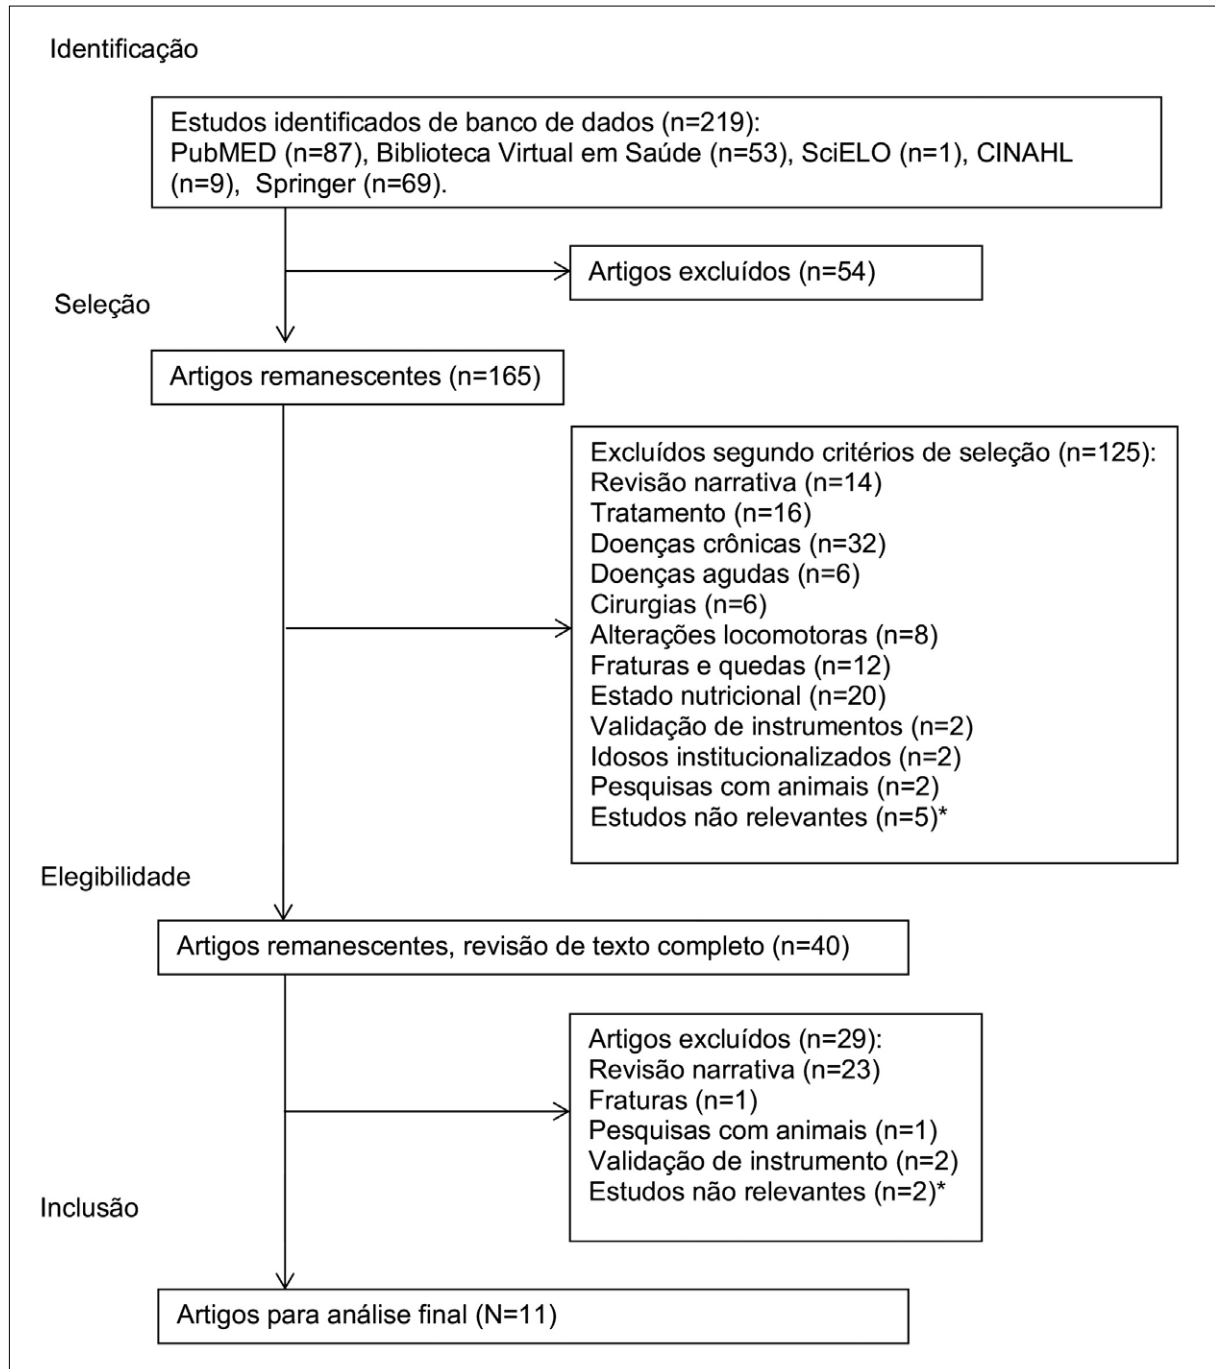 Identificação
Estudos identificados de banco de dados (n=219):
PubMED (n=87), Biblioteca Virtual em Saúde (n=53), SciELO (n=1), CINAHL
(n=9),  Springer (n=69).
Artigos excluídos (n=54)
Seleção
Artigos remanescentes (n=165)
Excluídos segundo critérios de seleção (n=125):
Revisão narrativa (n=14)
Tratamento (n=16)
Doenças crônicas (n=32)
Doenças agudas (n=6)
Cirurgias (n=6)
Alterações locomotoras (n=8)
Fraturas e quedas (n=12)
Estado nutricional (n=20)
Validação de instrumentos (n=2)
Idosos institucionalizados (n=2)
Pesquisas com animais (n=2)
Estudos não relevantes (n=5)*
Elegibilidade
Artigos remanescentes, revisão de texto completo (n=40)
Artigos excluídos (n=29):
Revisão narrativa (n=23)
Fraturas (n=1)
Pesquisas com animais (n=1)
Validação de instrumento (n=2)
Estudos não relevantes (n=2)*
Inclusão
Artigos para análise final (N=11)